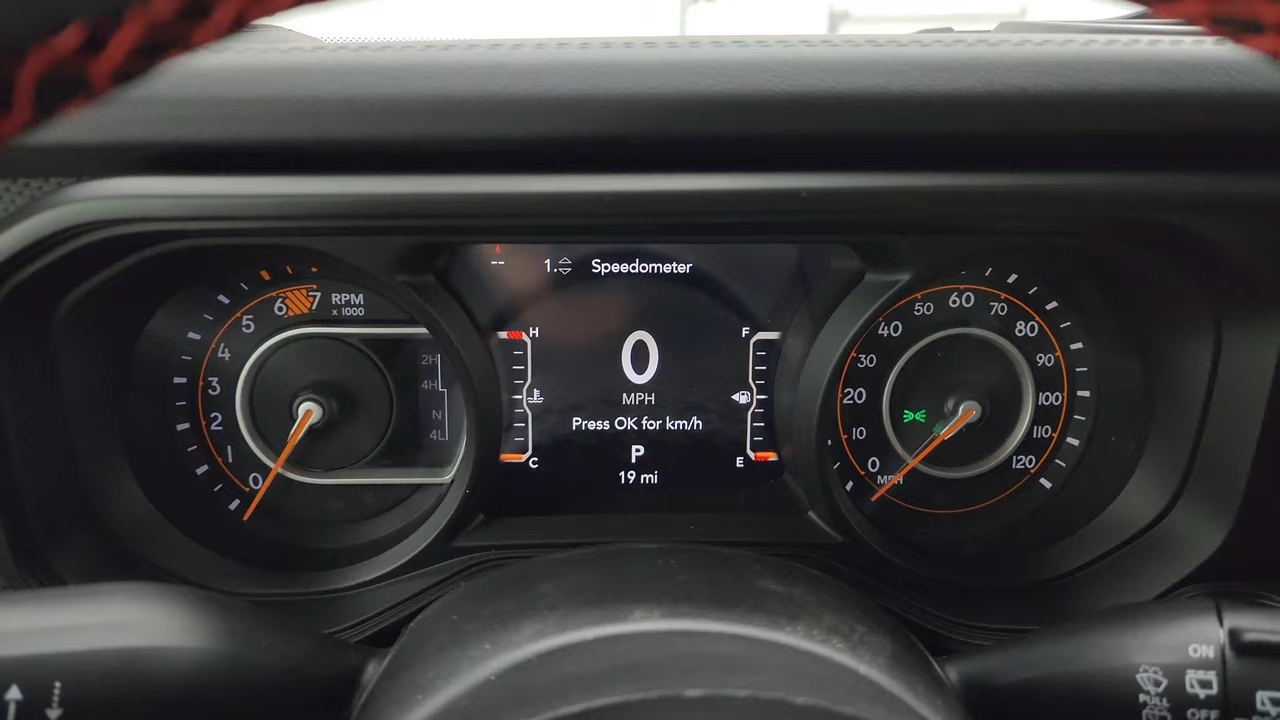 -- 1. Speedometer
7
6
RPM
x 1000
5
4
3
2
1
0
2H
4H
N
4L
H
C
0
MPH
Press OK for km/h
P
19 mi
F
E
0
10
20
30
40
50
60
70
80
90
100
110
120
MPH
ON
PULL
OFF